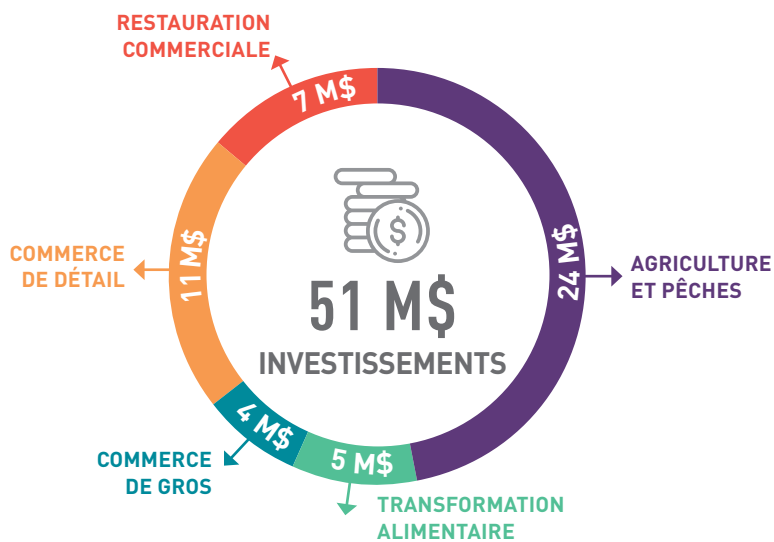 RESTAURATION
COMMERCIALE
7 M$
COMMERCE
DE DÉTAIL
11 M$
$
51 M$
INVESTISSEMENTS
24 M$
AGRICULTURE
ET PÊCHES
4 M$
COMMERCE
DE GROS
5 M$
TRANSFORMATION
ALIMENTAIRE